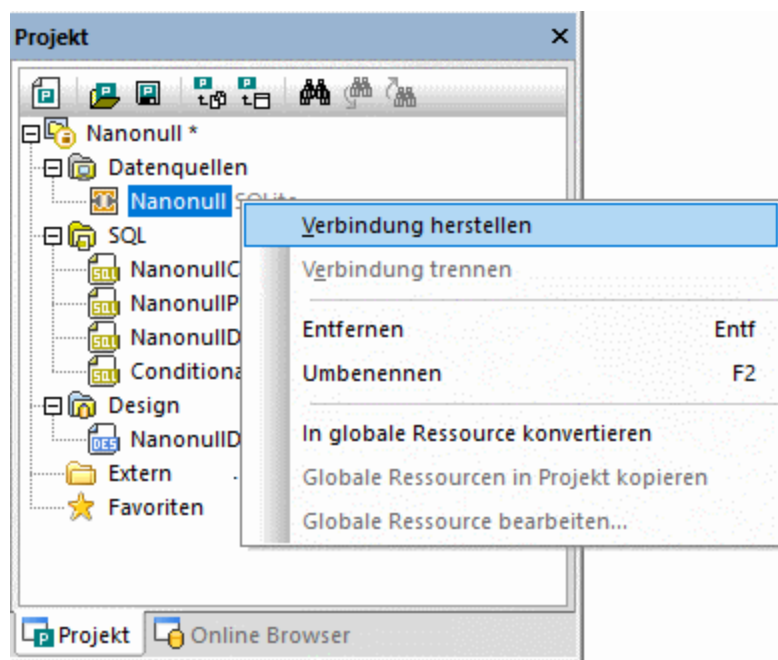 Projekt
Nanonull *
Datenquellen
Nanonull SQLite
Verbindung herstellen
SQL
NanonullC
Verbindung trennen
NanonullP
NanonullD
Entfernen Entf
Conditiona
Umbenennen F2
Design
NanonullD
In globale Ressource konvertieren
Extern
Globale Ressourcen in Projekt kopieren
Favoriten
Globale Ressource bearbeiten...
Projekt
Online Browser